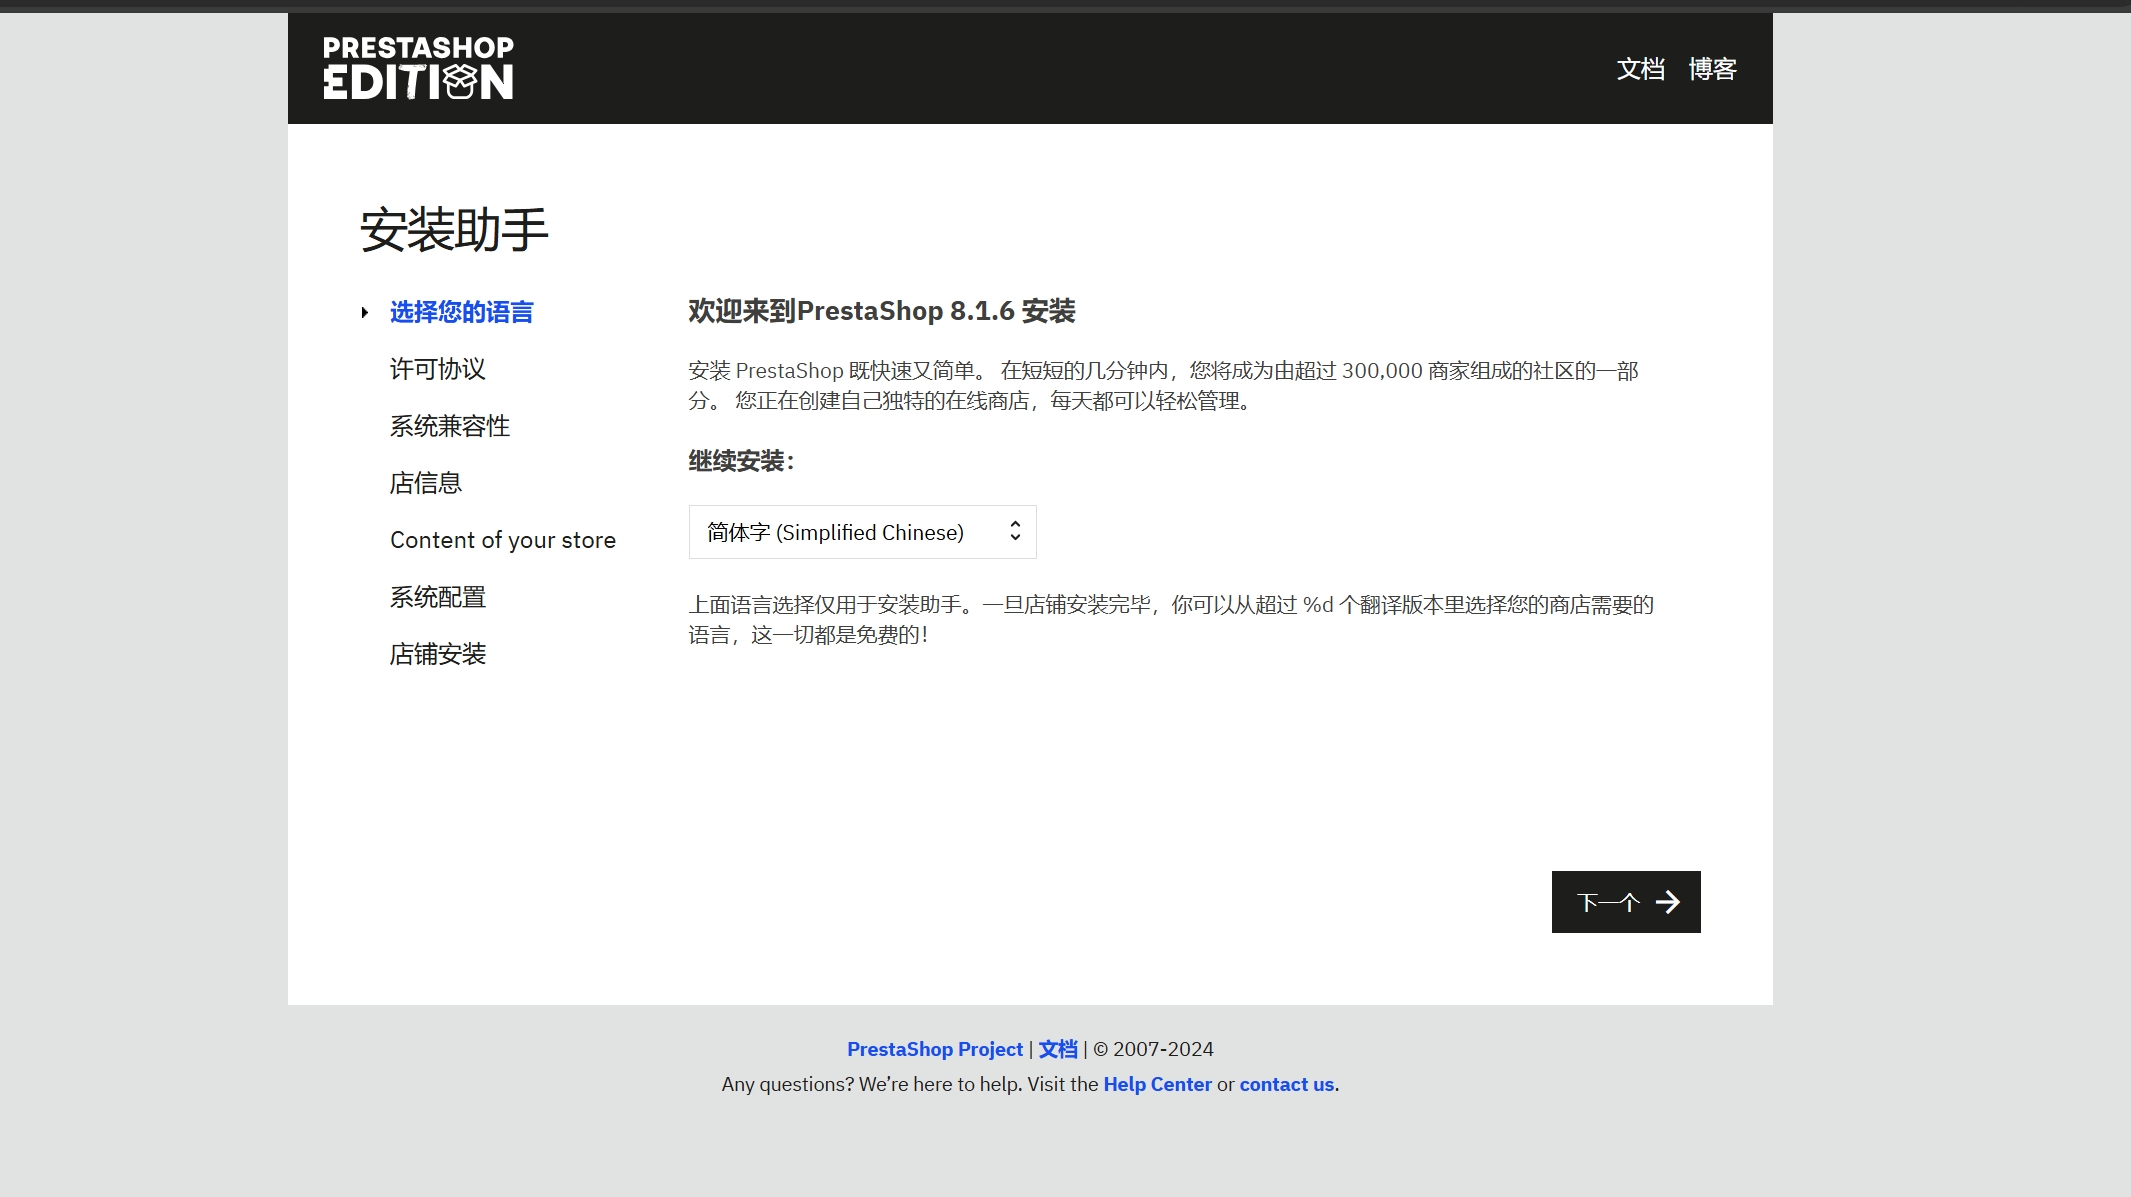 PRESTASHOP
EDITION
文档 博客
安装助手
选择您的语言
许可协议
系统兼容性
店信息
Content of your store
系统配置
店铺安装
欢迎来到PrestaShop 8.1.6 安装
安装 PrestaShop 既快速又简单。 在短短的几分钟内，您将成为由超过 300,000 商家组成的社区的一部
分。 您正在创建自己独特的在线商店，每天都可以轻松管理。
继续安装：
简体字 (Simplified Chinese)
上面语言选择仅用于安装助手。一旦店铺安装完毕，你可以从超过 %d 个翻译版本里选择您的商店需要的
语言，这一切都是免费的！
下一个
PrestaShop Project | 文档 | © 2007-2024
Any questions? We’re here to help. Visit the Help Center or contact us.